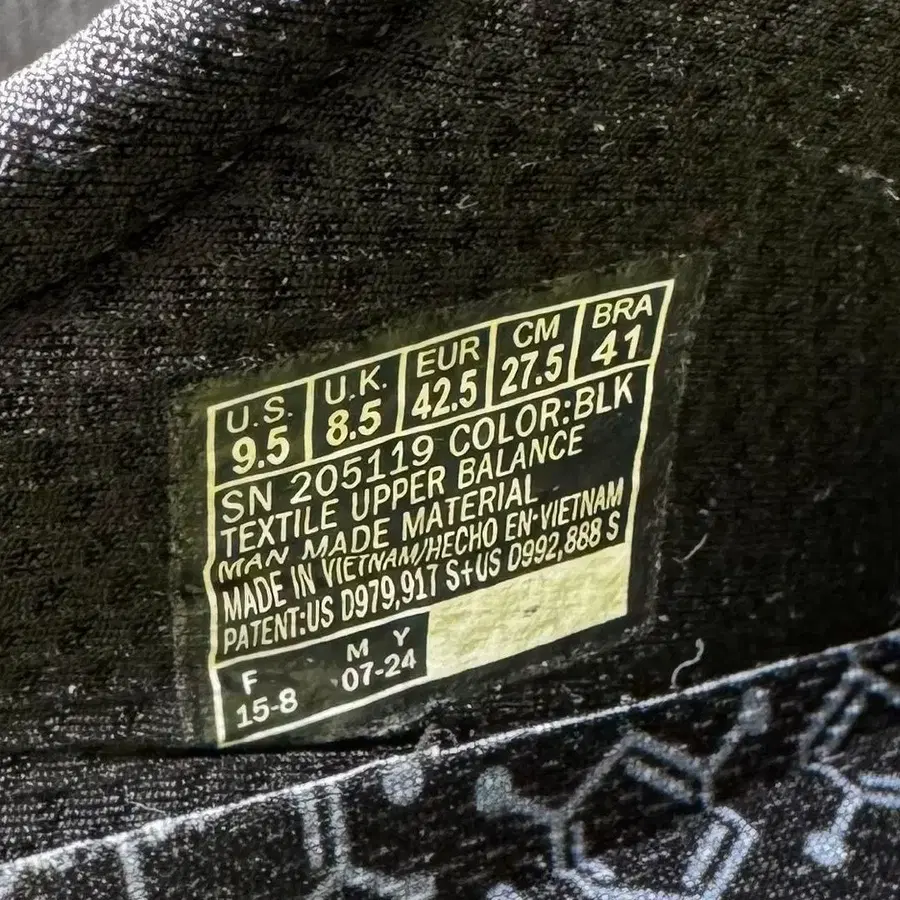 U.S. U.K. EUR CM BRA
9.5 8.5 42.5 27.5 41
SN 205119 COLOR:BLK
TEXTILE UPPER BALANCE
MAN MADE MATERIAL
MADE IN VIETNAM/HECHO EN·VIETNAM
PATENT:US D979,917 S+US D992,888 S
F M Y
15-8 07-24